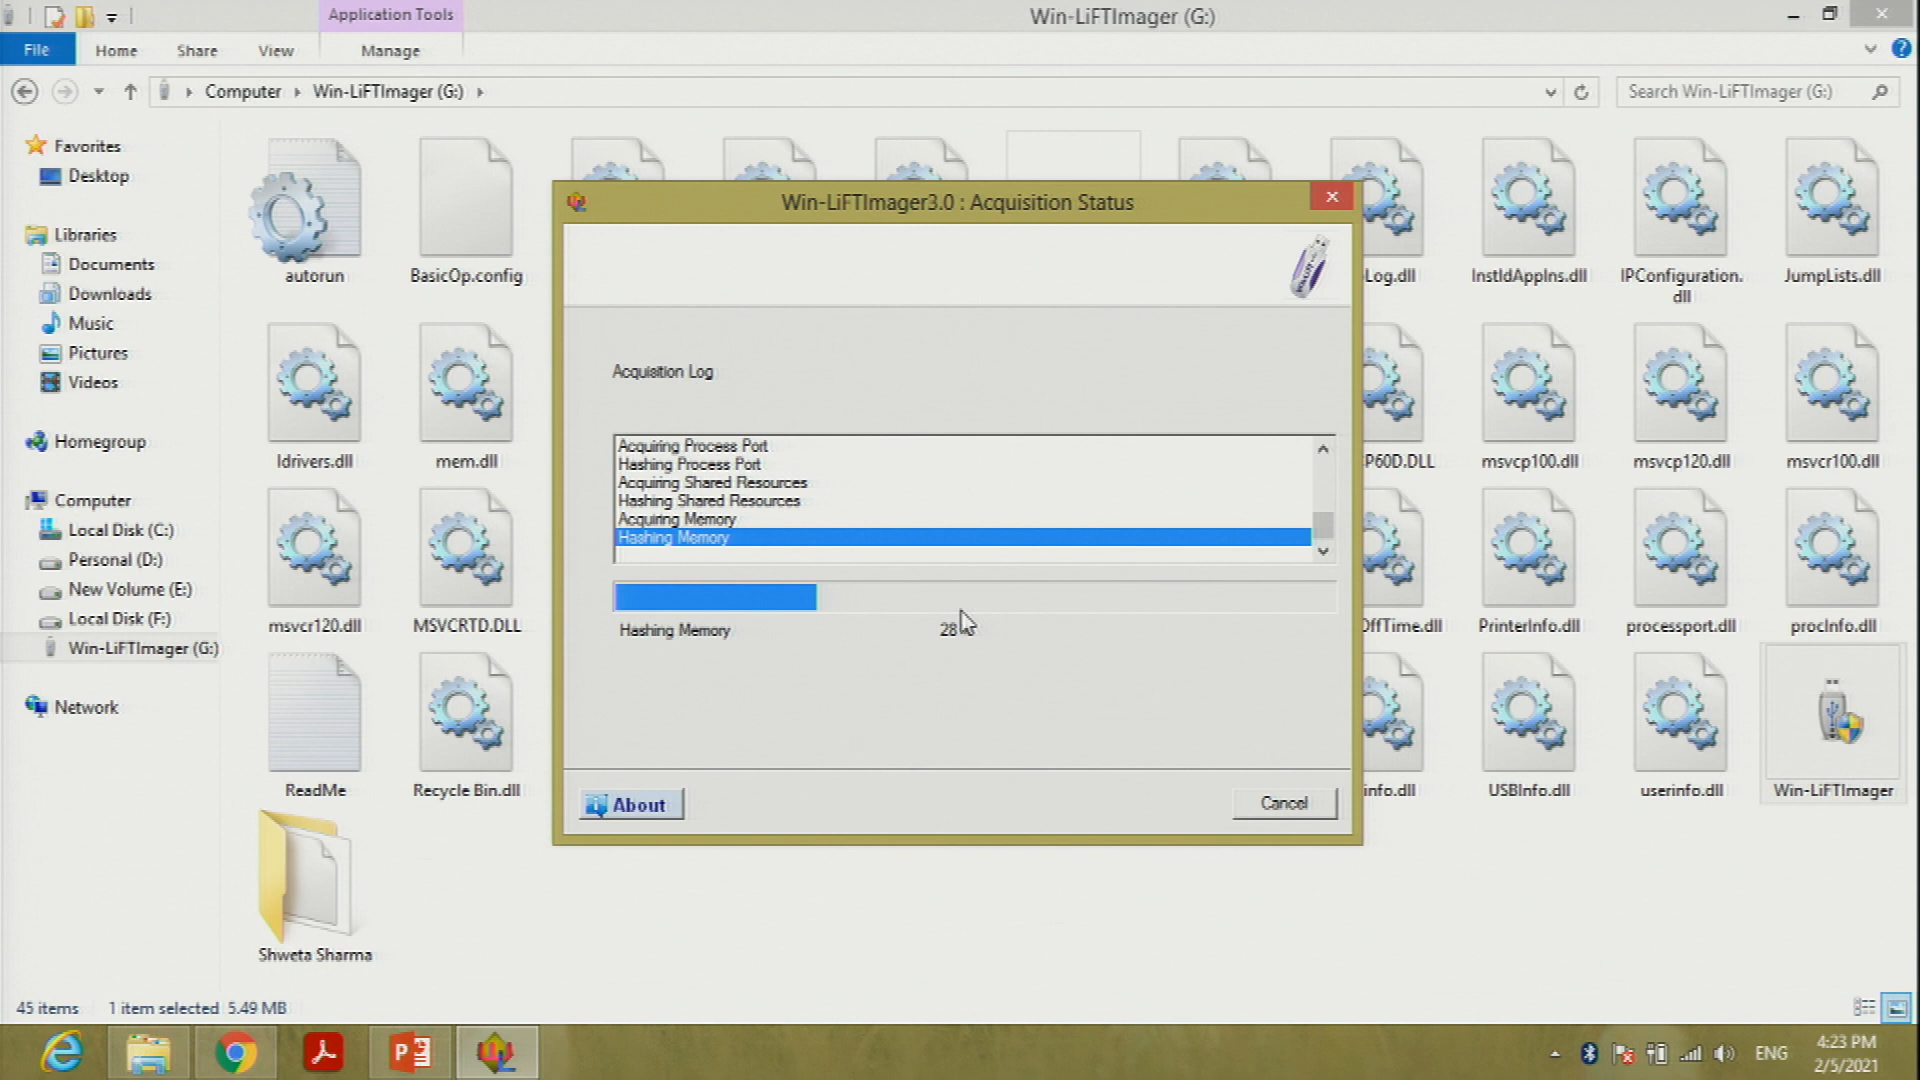 Application Tools
Win-LiFTImager (G:)
File
Home
Share
View
Manage
Computer
Win-LiFTImager (G:)
Search Win-LiFTImager (G:)
Favorites
Desktop
Libraries
Documents
Downloads
Music
Pictures
Videos
Homegroup
Computer
Local Disk (C:)
Personal (D:)
New Volume (E:)
Local Disk (F:)
Win-LiFTImager (G:)
Network
autorun
BasicOp.config
Log.dll
InstIdAppIns.dll
IPConfiguration.
dll
JumpLists.dll
ldrivers.dll
mem.dll
P60D.DLL
msvcp100.dll
msvcp120.dll
msvcr100.dll
msvcr120.dll
MSVCRTD.DLL
OffTime.dll
PrinterInfo.dll
processport.dll
procInfo.dll
ReadMe
Recycle Bin.dll
info.dll
USBInfo.dll
userinfo.dll
Win-LiFTImager
Shweta Sharma
Win-LiFTImager3.0 : Acquisition Status
Acquisition Log
Acquiring Process Port
Hashing Process Port
Acquiring Shared Resources
Hashing Shared Resources
Acquiring Memory
Hashing Memory
Hashing Memory
28
About
Cancel
45 items
1 item selected 5.49 MB
ENG
4:23 PM
2/5/2021